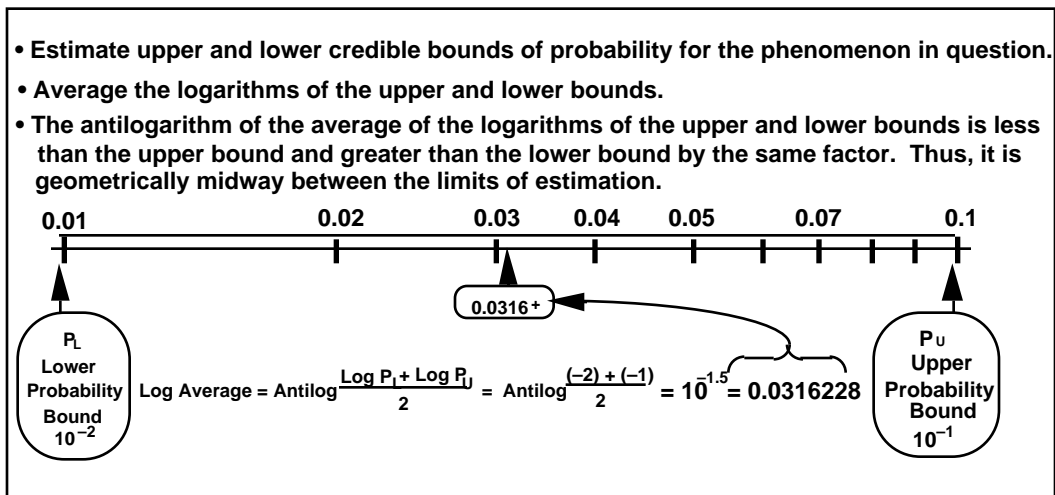 • Estimate upper and lower credible bounds of probability for the phenomenon in question.
• Average the logarithms of the upper and lower bounds.
• The antilogarithm of the average of the logarithms of the upper and lower bounds is less
than the upper bound and greater than the lower bound by the same factor. Thus, it is
geometrically midway between the limits of estimation.
0.01 0.02 0.03 0.04 0.05 0.07 0.1
0.0316+
PL
Lower
Probability
Bound
10–2
Log Average = Antilog (Log PL + Log PU)/2 = Antilog ((–2) + (–1))/2 = 10–1.5 = 0.0316228
PU
Upper
Probability
Bound
10–1